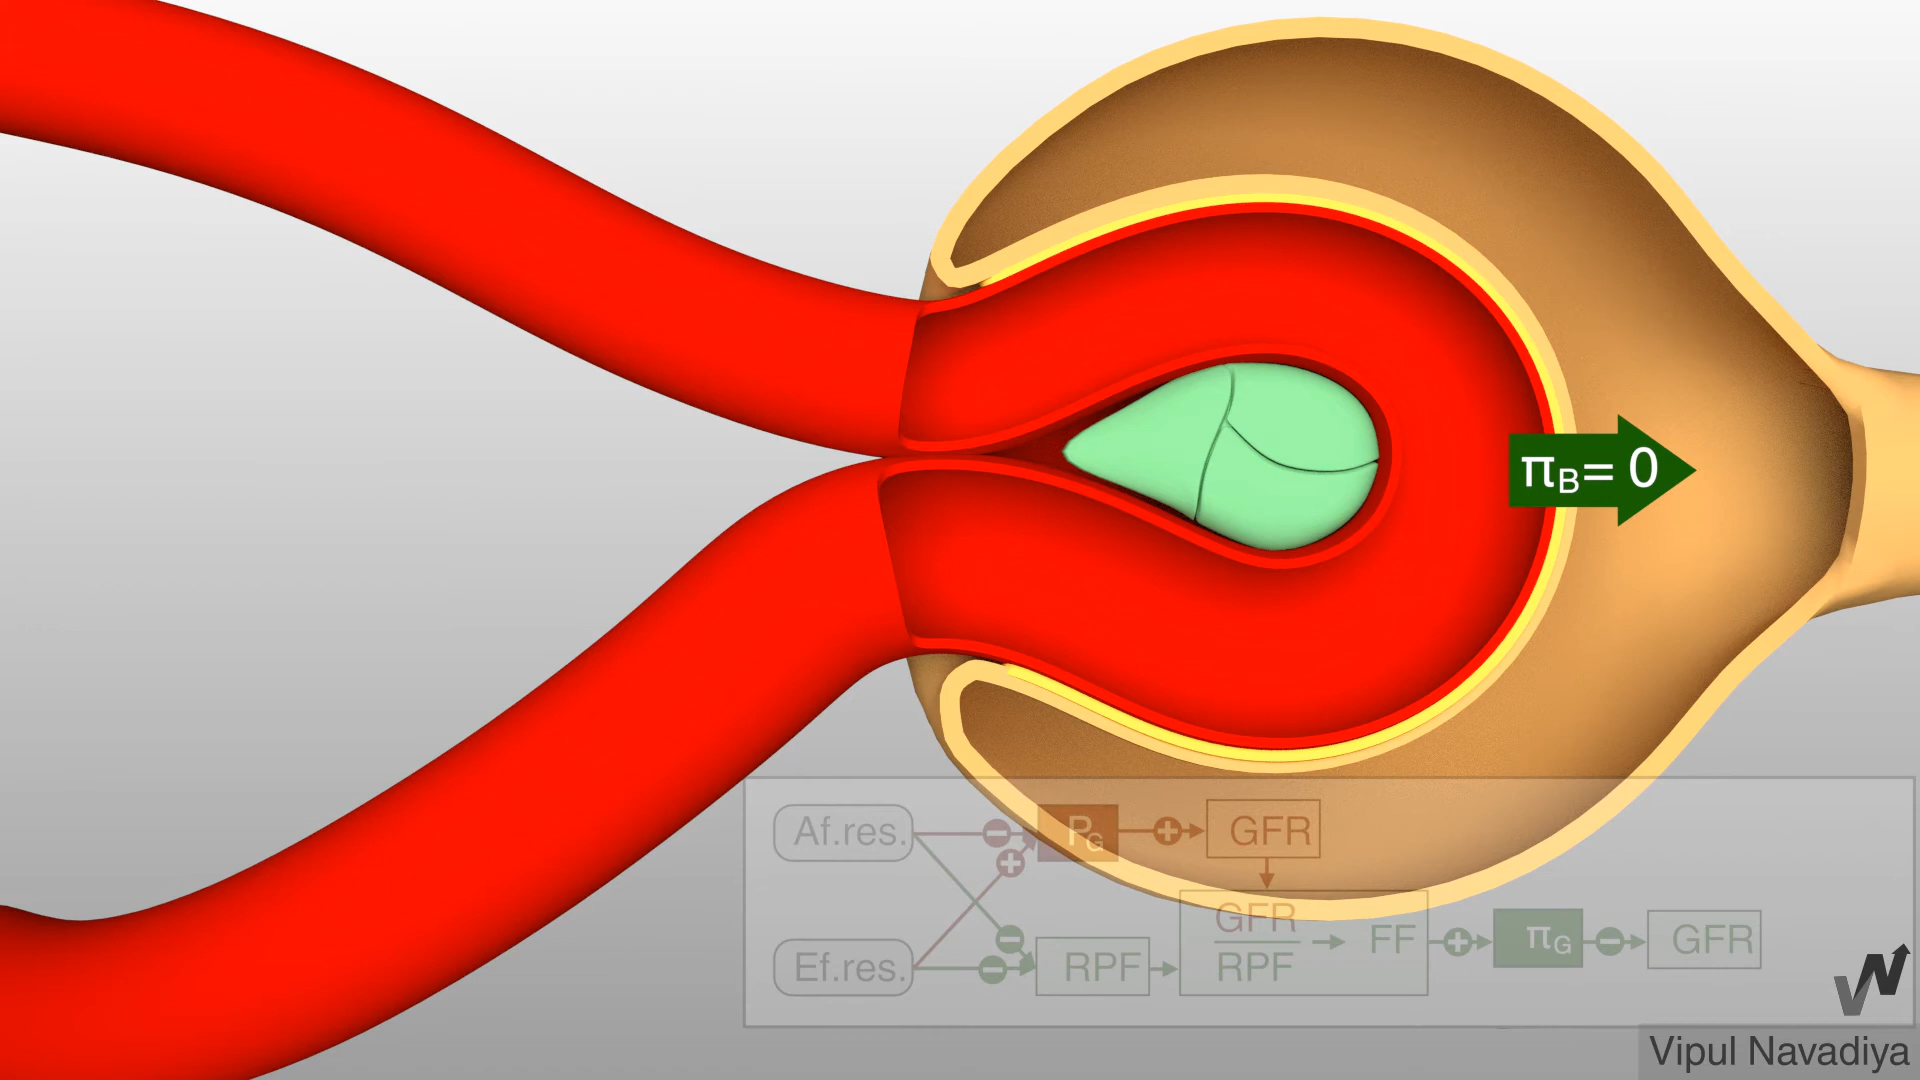 πB= 0
Af.res.
PG
GFR
GFR
RPF
FF
πG
GFR
Ef.res.
RPF
Vipul Navadiya